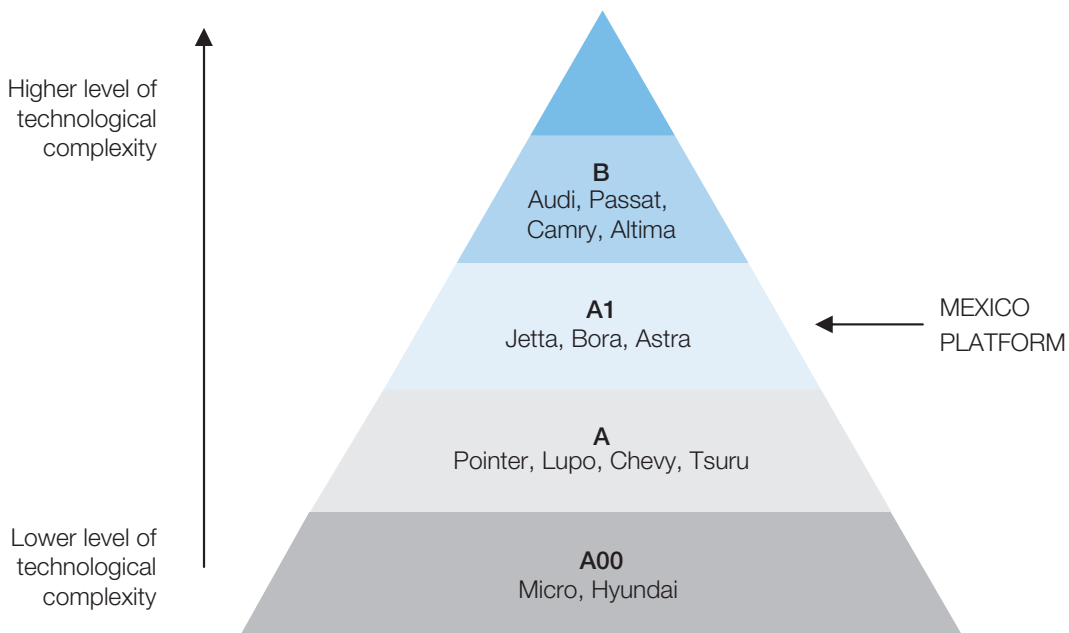 Higher level of
technological
complexity
B
Audi, Passat,
Camry, Altima
A1
Jetta, Bora, Astra
MEXICO
PLATFORM
A
Pointer, Lupo, Chevy, Tsuru
Lower level of
technological
complexity
A00
Micro, Hyundai